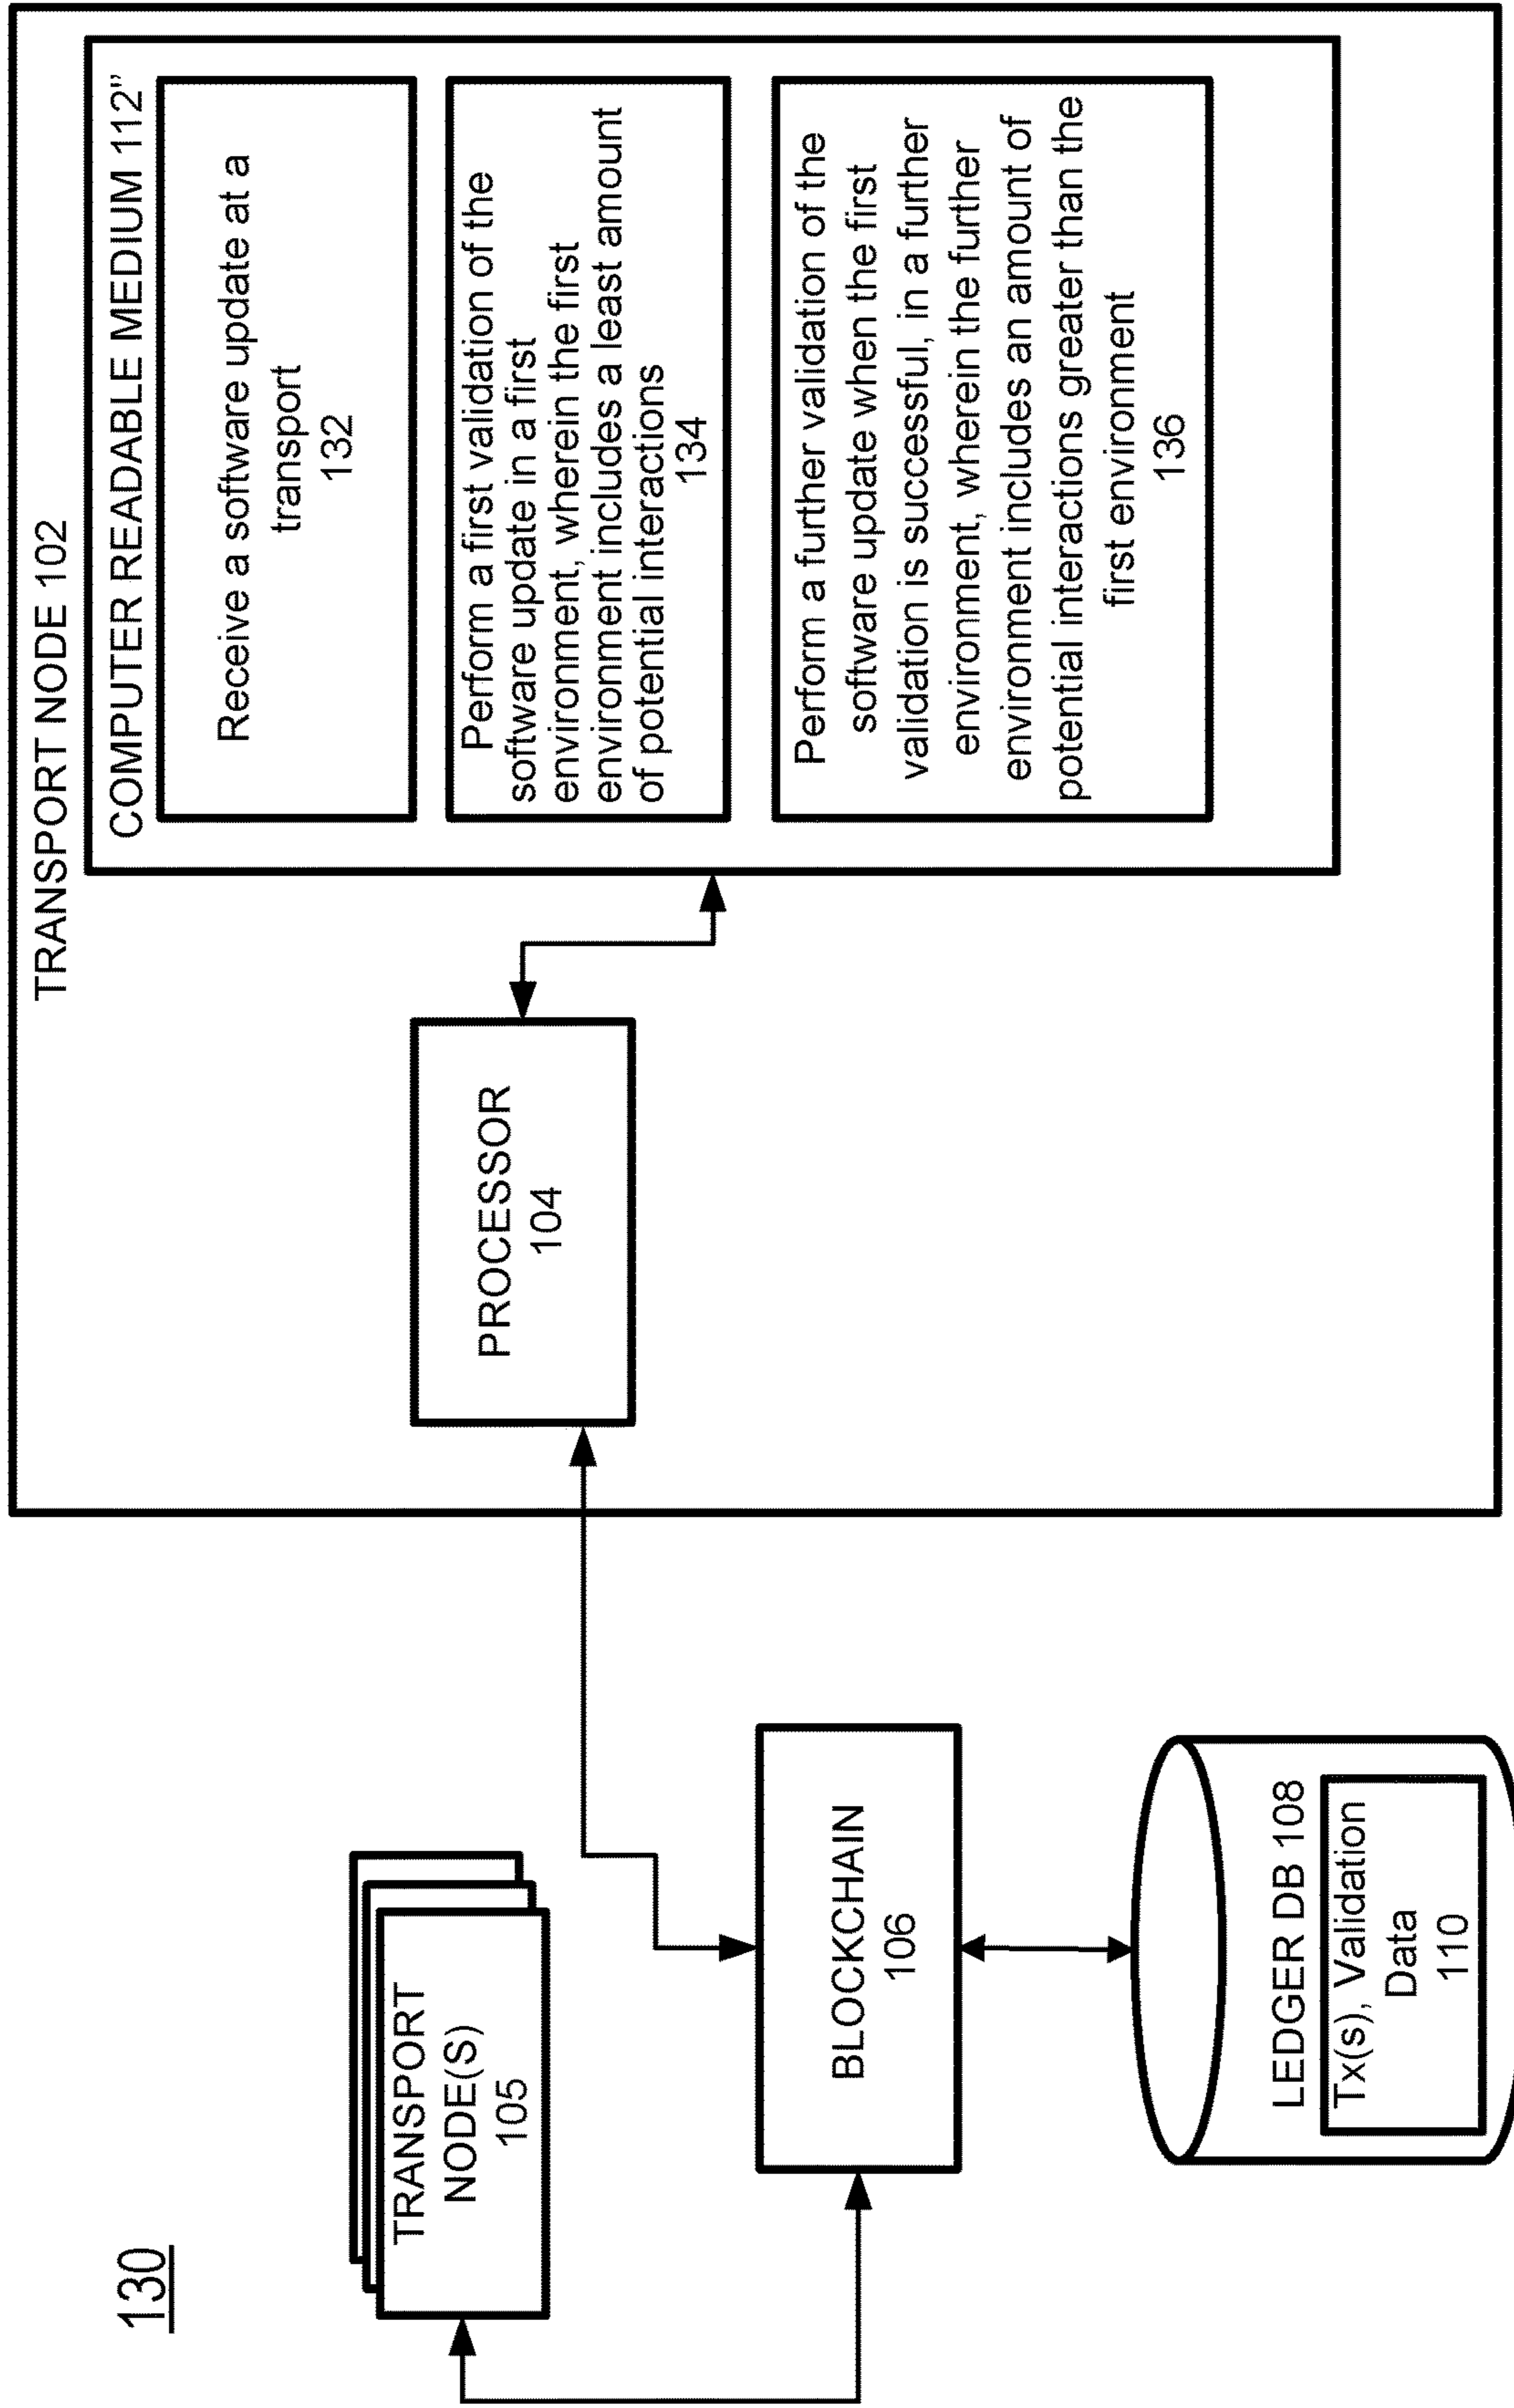 130
TRANSPORT
NODE(S)
105
BLOCKCHAIN
106
LEDGER DB 108
Tx(s), Validation
Data
110
TRANSPORT NODE 102
PROCESSOR
104
COMPUTER READABLE MEDIUM 112"
Receive a software update at a
transport
132
Perform a first validation of the
software update in a first
environment, wherein the first
environment includes a least amount
of potential interactions
134
Perform a further validation of the
software update when the first
validation is successful, in a further
environment, wherein the further
environment includes an amount of
potential interactions greater than the
first environment
136